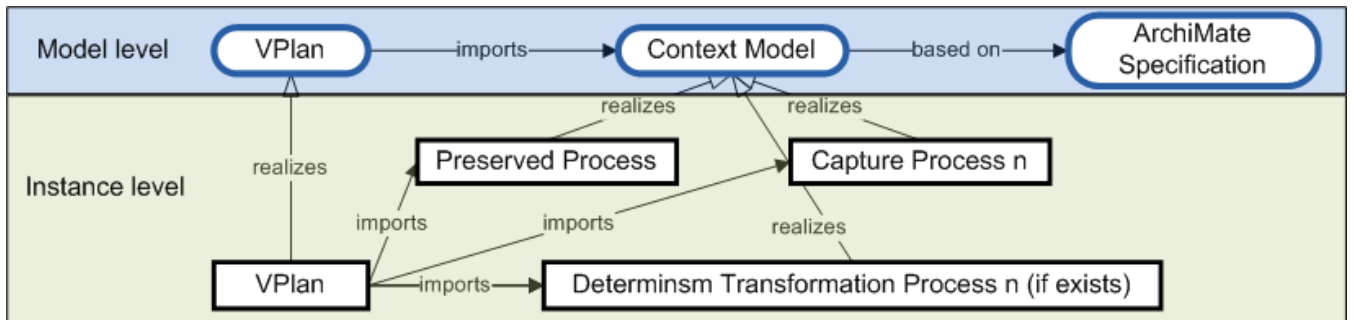 Model level
VPlan
imports
Context Model
based on
ArchiMate
Specification
realizes
realizes
Preserved Process
Capture Process n
realizes
Instance level
imports
imports
realizes
VPlan
imports
Determinsm Transformation Process n (if exists)